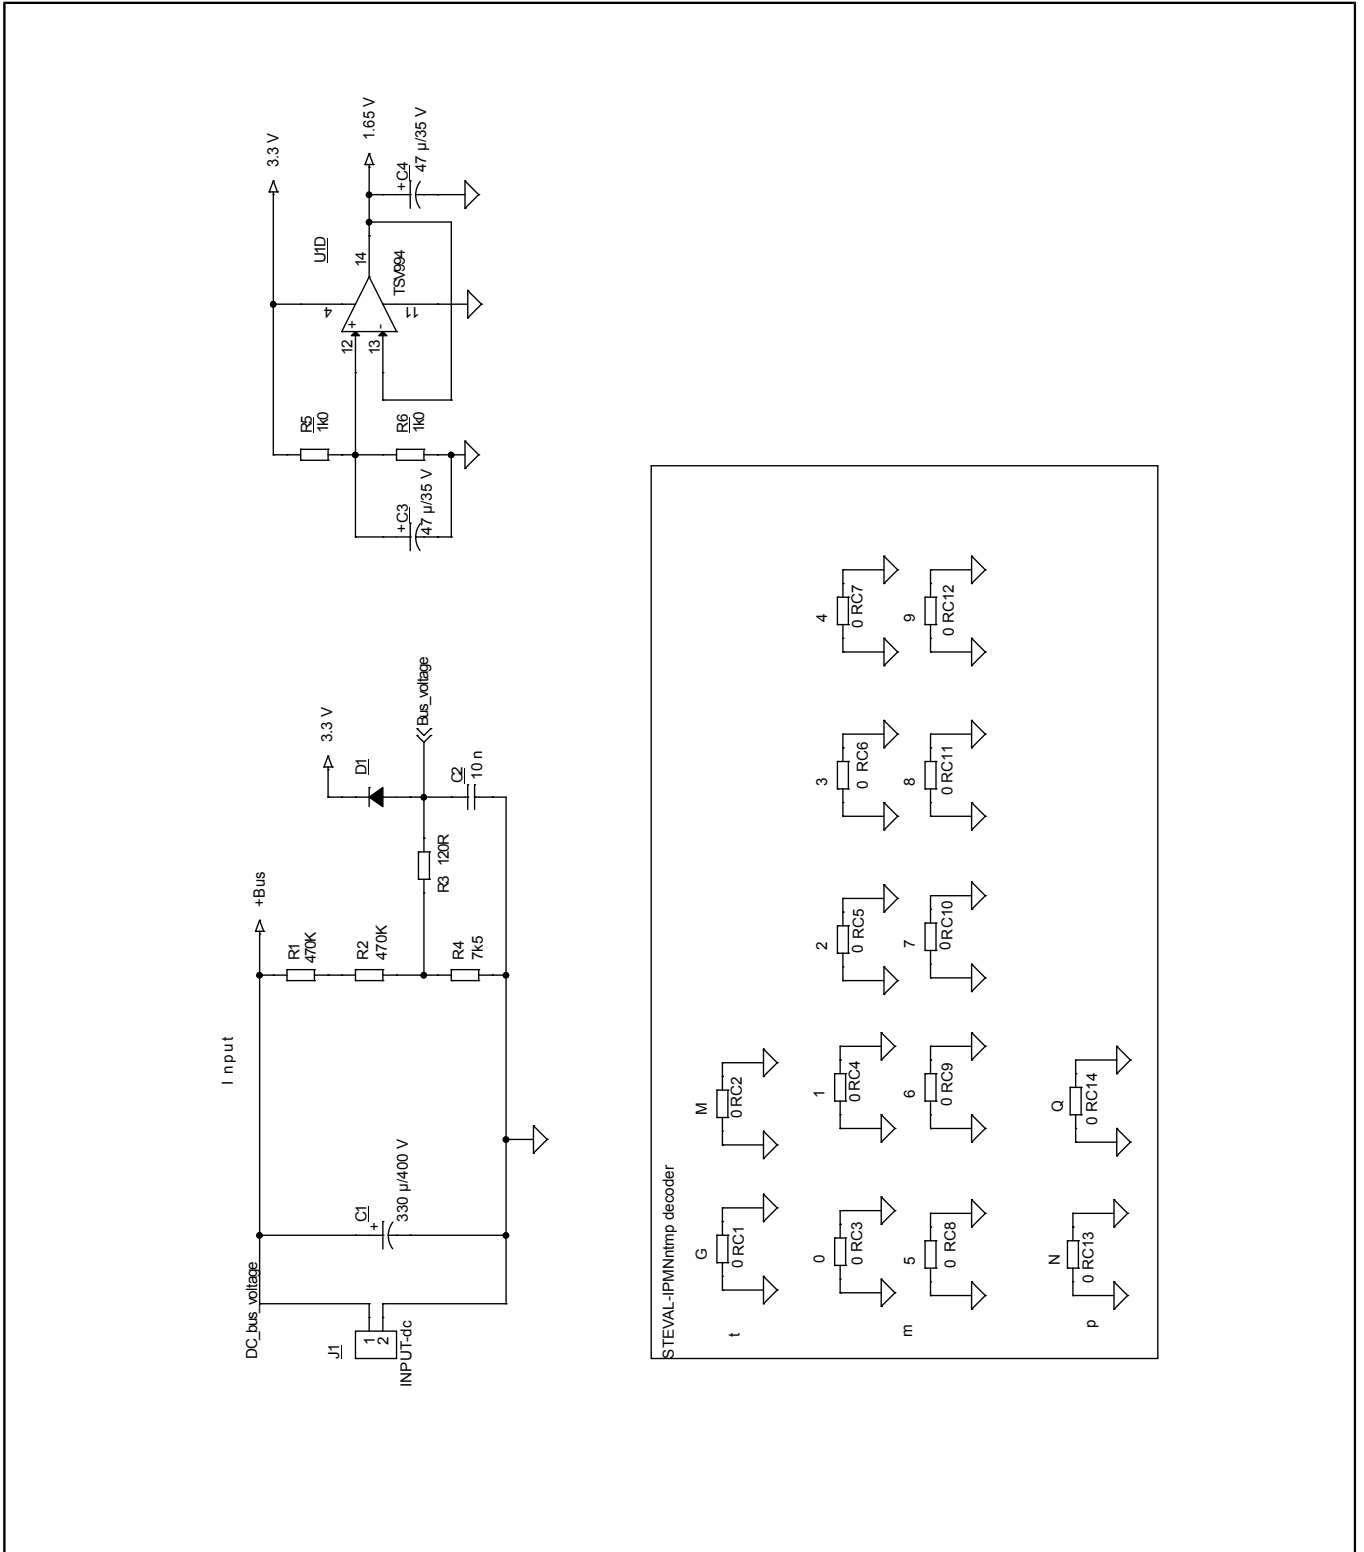 Input
DC_bus_voltage
J1
1
2
INPUT-dc
C1
+
330 µ/400 V
+Bus
R1
470K
R2
470K
R4
7k5
R3 120R
3.3 V
D1
C2
10 n
Bus_voltage
3.3 V
R5
1k0
R6
1k0
+C3
47 µ/35 V
U1D
4
12
+
13
-
11
14
TSV994
1.65 V
+C4
47 µ/35 V
STEVAL-IPMNntmp decoder
t
G
0 RC1
M
0 RC2
m
0
0 RC3
1
0 RC4
2
0 RC5
3
0 RC6
4
0 RC7
5
0 RC8
6
0 RC9
7
0 RC10
8
0 RC11
9
0 RC12
p
N
0 RC13
Q
0 RC14